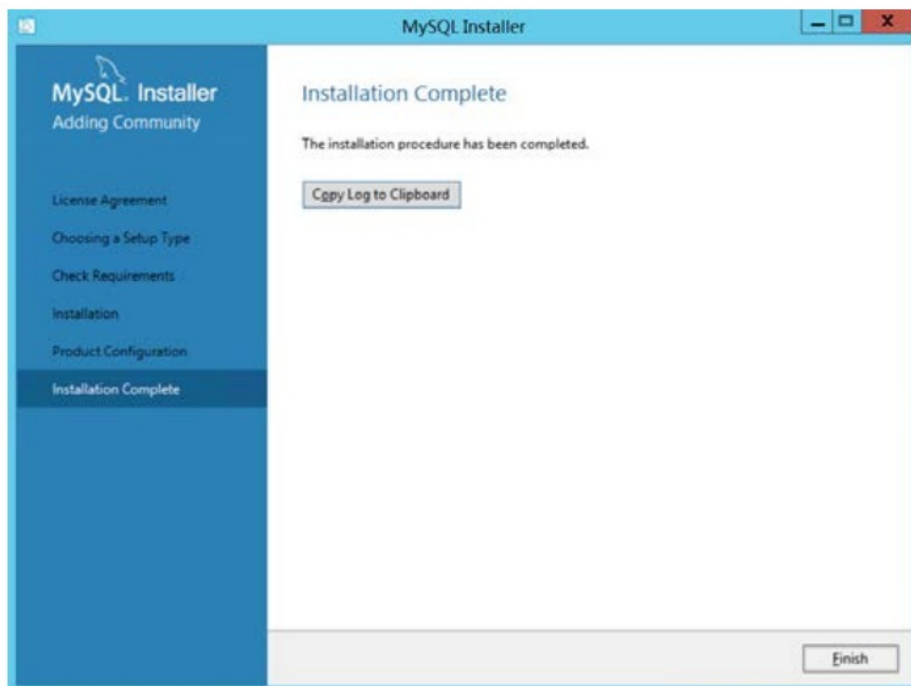 MySQL Installer
MySQL. Installer
Adding Community
License Agreement
Choosing a Setup Type
Check Requirements
Installation
Product Configuration
Installation Complete
Installation Complete
The installation procedure has been completed.
Copy Log to Clipboard
Finish